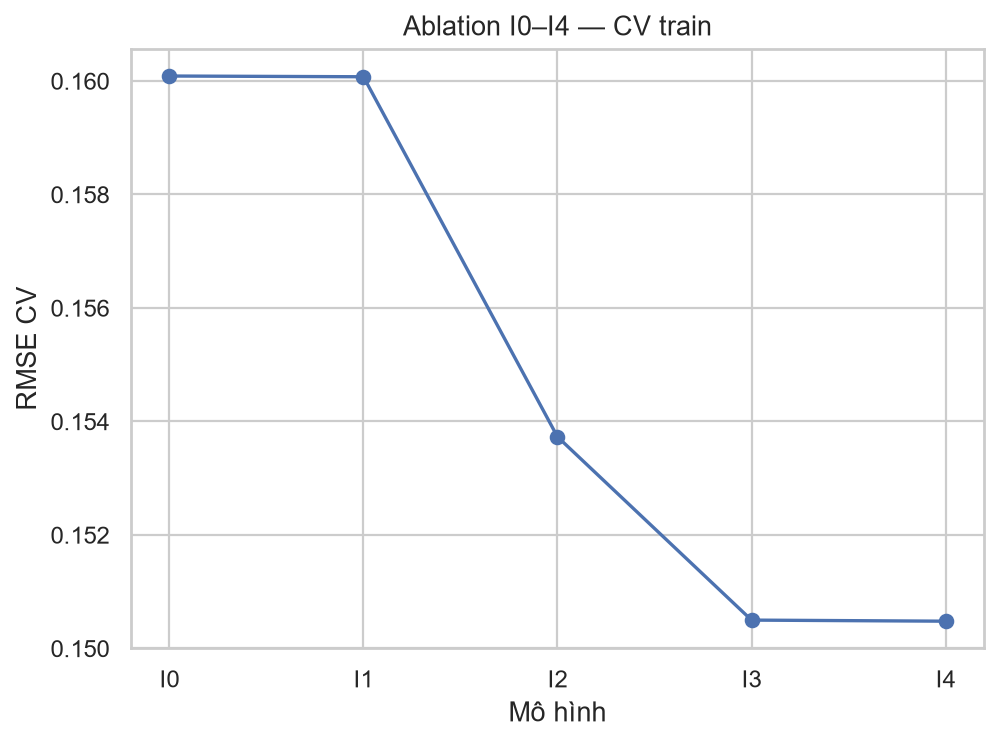 Ablation I0–I4 — CV train
RMSE CV
0.160
0.158
0.156
0.154
0.152
0.150
I0 I1 I2 I3 I4
Mô hình